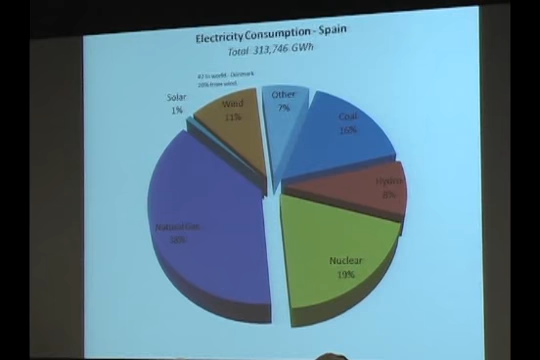 Electricity Consumption - Spain
Total 313,746 GWh
#2 in world - Denmark
20% from wind
Solar
1%
Wind
11%
Other
7%
Coal
16%
Hydro
8%
Natural Gas
38%
Nuclear
19%